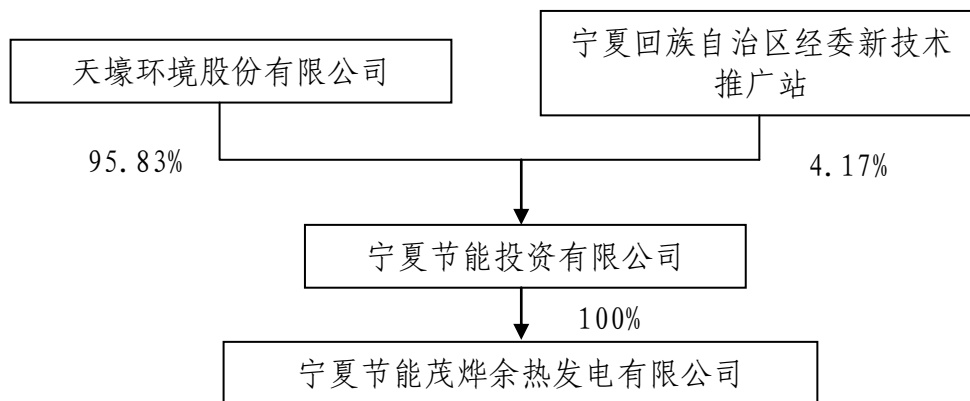 天壕环境股份有限公司
宁夏回族自治区经委新技术
推广站
95.83%
4.17%
宁夏节能投资有限公司
100%
宁夏节能茂烨余热发电有限公司